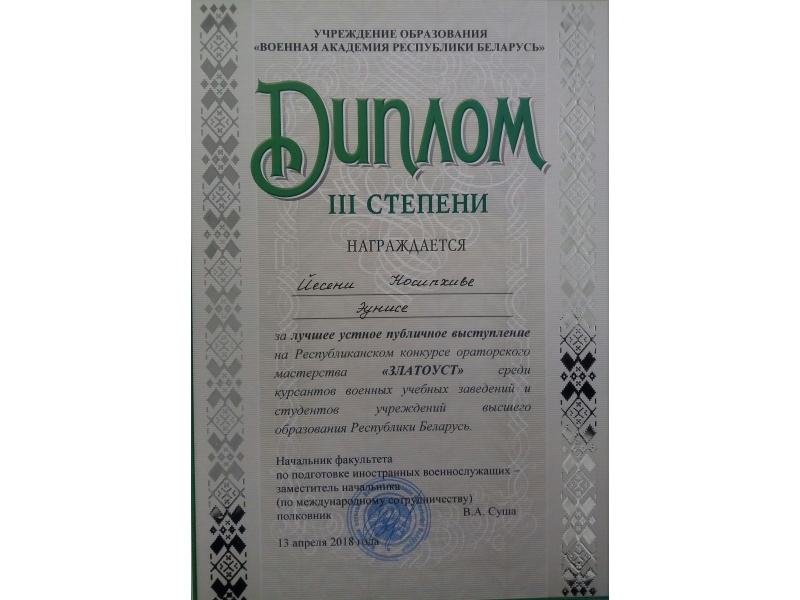 УЧРЕЖДЕНИЕ ОБРАЗОВАНИЯ
«ВОЕННАЯ АКАДЕМИЯ РЕСПУБЛИКИ БЕЛАРУСЬ»
ДИПЛОМ
III СТЕПЕНИ
НАГРАЖДАЕТСЯ
Йесени Носипхиве
Эунисе
за лучшее устное публичное выступление
на Республиканском конкурсе ораторского
мастерства «ЗЛАТОУСТ» среди
курсантов военных учебных заведений и
студентов учреждений высшего
образования Республики Беларусь.
Начальник факультета
по подготовке иностранных военнослужащих –
заместитель начальника
(по международному сотрудничеству)
полковник В.А. Суша
13 апреля 2018 года